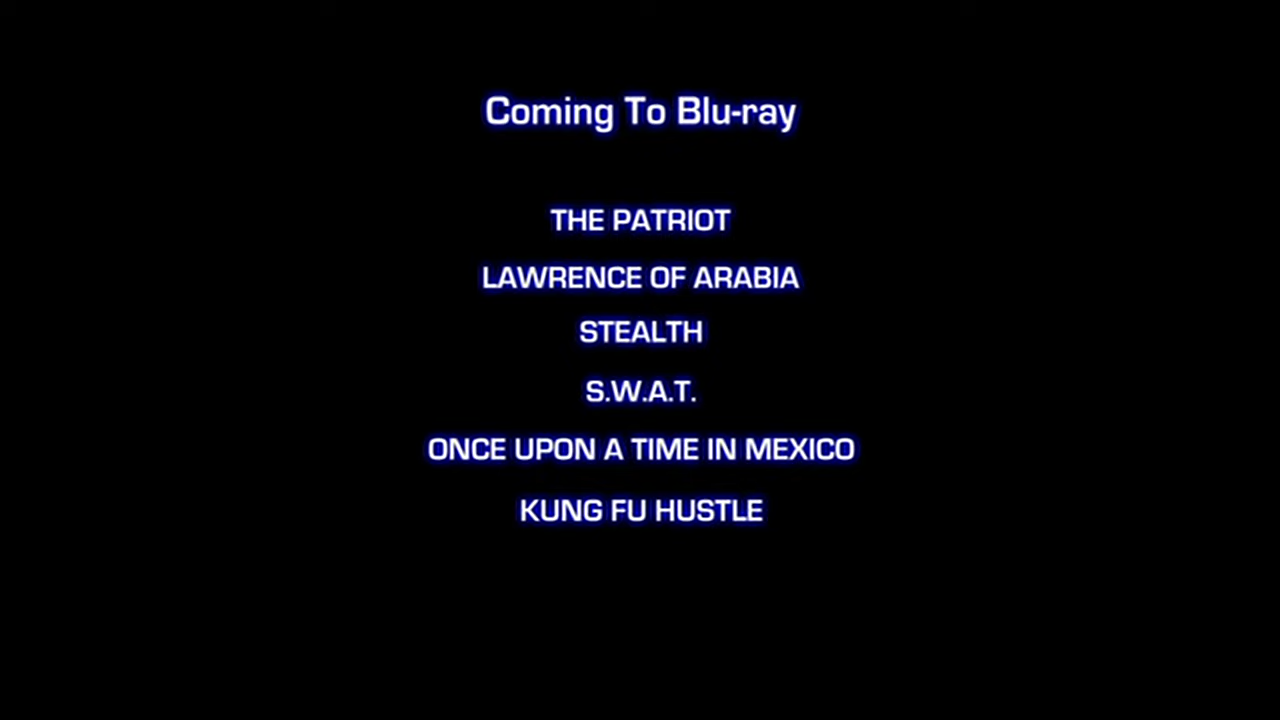 Coming To Blu-ray
THE PATRIOT
LAWRENCE OF ARABIA
STEALTH
S.W.A.T.
ONCE UPON A TIME IN MEXICO
KUNG FU HUSTLE